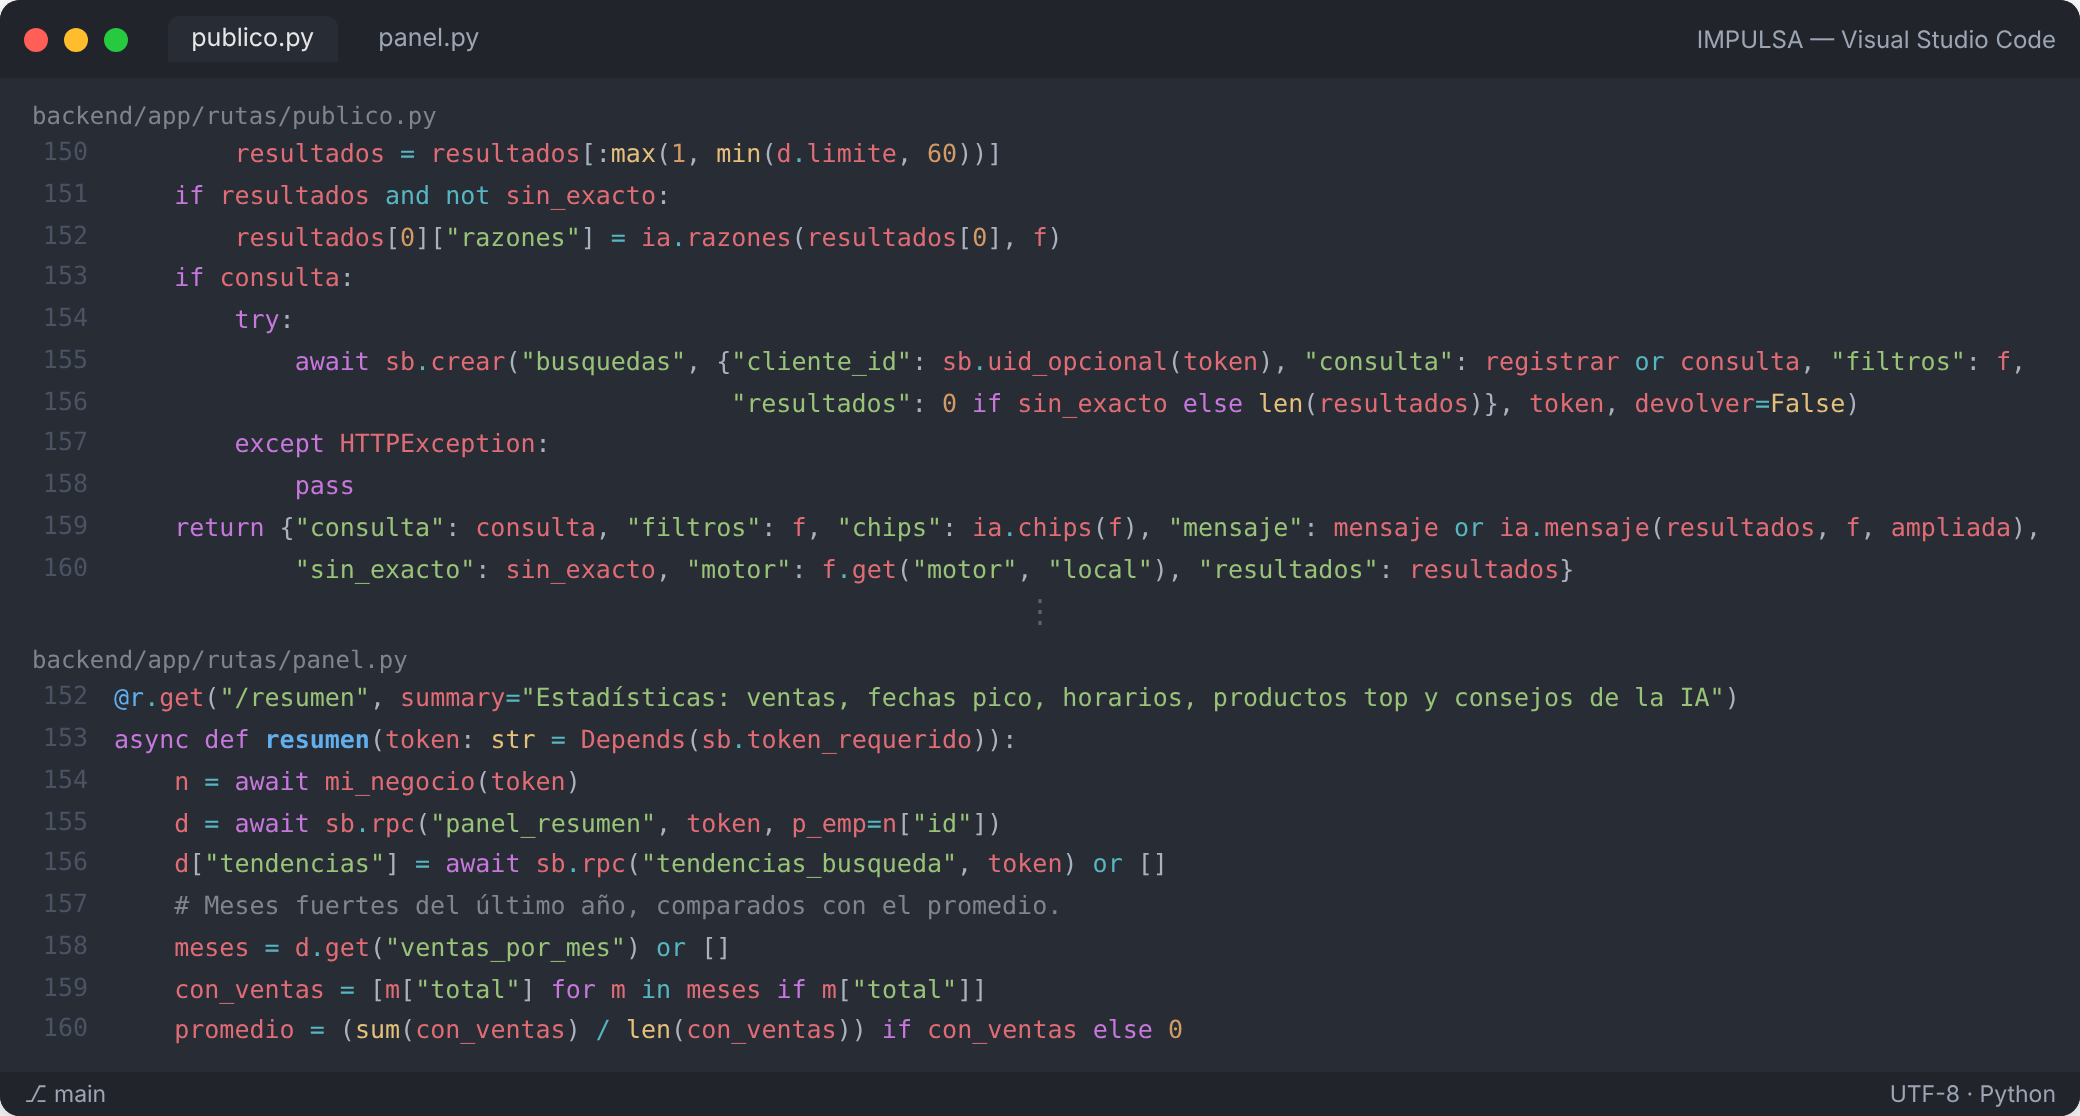 publico.py panel.py IMPULSA — Visual Studio Code
backend/app/rutas/publico.py
150         resultados = resultados[:max(1, min(d.limite, 60))]
151     if resultados and not sin_exacto:
152         resultados[0]["razones"] = ia.razones(resultados[0], f)
153     if consulta:
154         try:
155             await sb.crear("busquedas", {"cliente_id": sb.uid_opcional(token), "consulta": registrar or consulta, "filtros": f,
156                                          "resultados": 0 if sin_exacto else len(resultados)}, token, devolver=False)
157         except HTTPException:
158             pass
159     return {"consulta": consulta, "filtros": f, "chips": ia.chips(f), "mensaje": mensaje or ia.mensaje(resultados, f, ampliada),
160             "sin_exacto": sin_exacto, "motor": f.get("motor", "local"), "resultados": resultados}
⋮
backend/app/rutas/panel.py
152 @r.get("/resumen", summary="Estadísticas: ventas, fechas pico, horarios, productos top y consejos de la IA")
153 async def resumen(token: str = Depends(sb.token_requerido)):
154     n = await mi_negocio(token)
155     d = await sb.rpc("panel_resumen", token, p_emp=n["id"])
156     d["tendencias"] = await sb.rpc("tendencias_busqueda", token) or []
157     # Meses fuertes del último año, comparados con el promedio.
158     meses = d.get("ventas_por_mes") or []
159     con_ventas = [m["total"] for m in meses if m["total"]]
160     promedio = (sum(con_ventas) / len(con_ventas)) if con_ventas else 0
⎇ main UTF-8 · Python